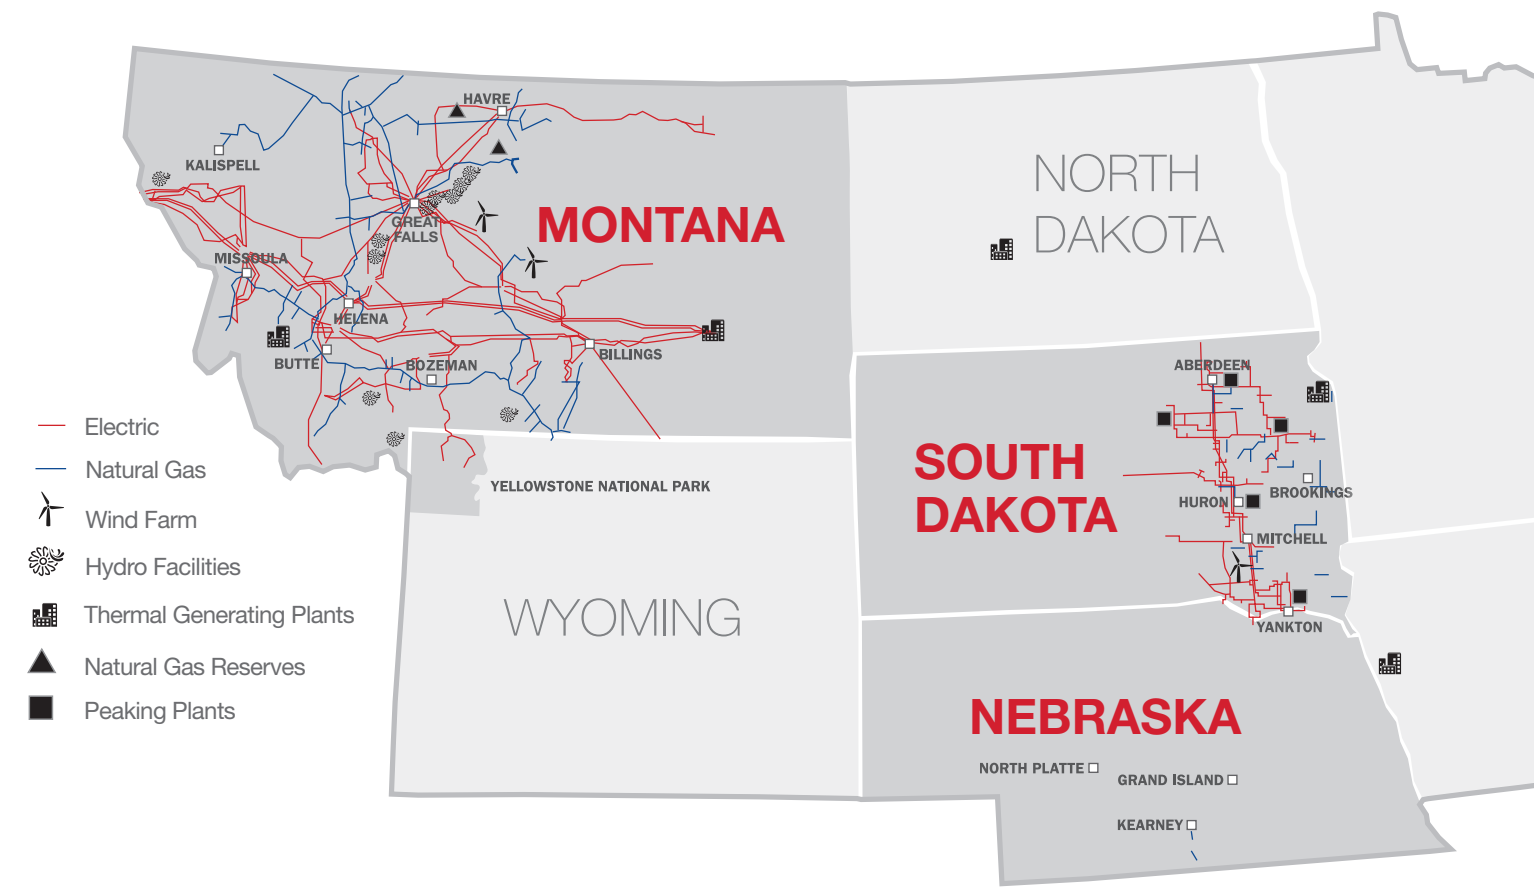 HAVRE
KALISPELL
GREAT
FALLS
MONTANA
MISSOULA
HELENA
BUTTE
BOZEMAN
BILLINGS
NORTH
DAKOTA
ABERDEEN
SOUTH
DAKOTA
HURON
BROOKINGS
MITCHELL
YANKTON
YELLOWSTONE NATIONAL PARK
WYOMING
NEBRASKA
NORTH PLATTE
GRAND ISLAND
KEARNEY
Electric
Natural Gas
Wind Farm
Hydro Facilities
Thermal Generating Plants
Natural Gas Reserves
Peaking Plants